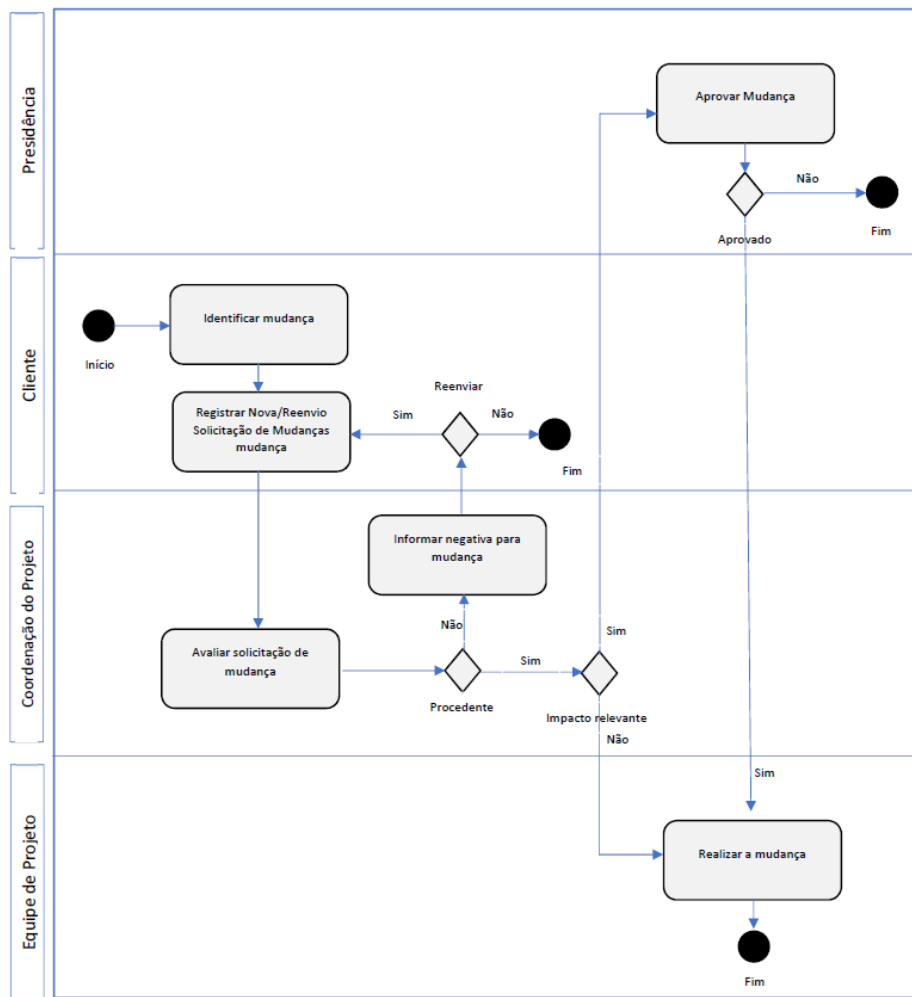 Presidência
Aprovar Mudança
Não
Aprovado
Fim
Cliente
Identificar mudança
Início
Reenviar
Registrar Nova/Reenvio
Solicitação de Mudanças
mudança
Sim
Não
Fim
Coordenação do Projeto
Informar negativa para
mudança
Não
Sim
Avaliar solicitação de
mudança
Sim
Procedente
Impacto relevante
Não
Equipe de Projeto
Sim
Realizar a mudança
Fim